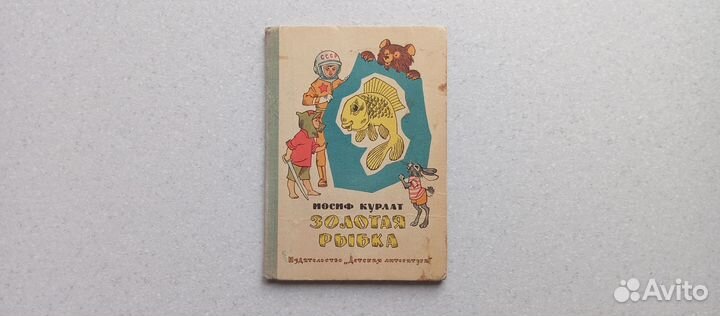 СССР
ИОСИФ КУРЛАТ
ЗОЛОТАЯ
РЫБКА
Издательство „Детская литература"
Avito